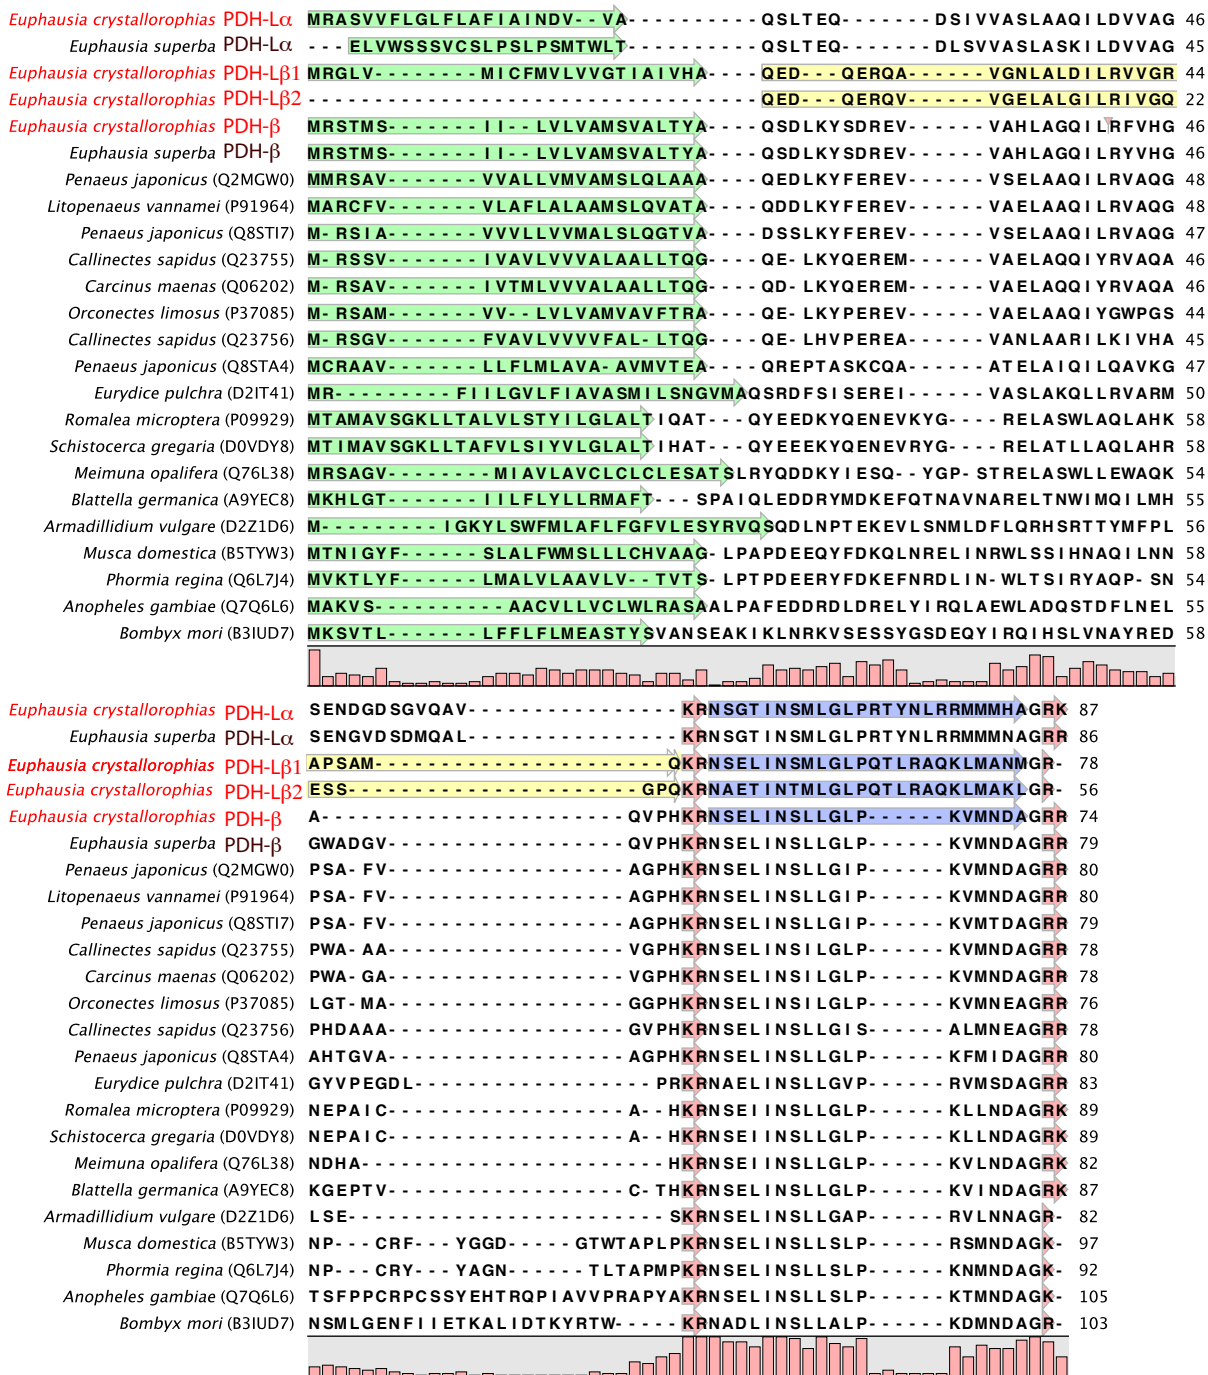 Euphausia crystallorophias PDH-Lα MRASVVFLGLFLAFIAINDV--VA----------QSLTEQ-------DSIVVASLAAQILDVVAG 46
Euphausia superba PDH-Lα ---ELVWSSSVCSLPSLPSMTWLT----------QSLTEQ-------DLSVVASLASKILDVVAG 45
Euphausia crystallorophias PDH-Lβ1 MRGLV--------MICFMVLVVGTIAIVHA----QED---QERQA------VGNLALDILRVVGR 44
Euphausia crystallorophias PDH-Lβ2 ----------------------------------QED---QERQV------VGELALGILRIVGQ 22
Euphausia crystallorophias PDH-β MRSTMS-------II--LVLVAMSVALTYA----QSDLKYSDREV------VAHLAGQILRFVHG 46
Euphausia superba PDH-β MRSTMS-------II--LVLVAMSVALTYA----QSDLKYSDREV------VAHLAGQILRYVHG 46
Penaeus japonicus (Q2MGW0) MMRSAV-------VVALLVMVAMSLQLAAA----QEDLKYFEREV------VSELAAQILRVAQG 48
Litopenaeus vannamei (P91964) MARCFV-------VLAFLALAAMSLQVATA----QDDLKYFEREV------VAELAAQILRVAQG 48
Penaeus japonicus (Q8STI7) M-RSIA-------VVVLLVVMALSLQGTVA----DSSLKYFEREV------VSELAAQILRVAQG 47
Callinectes sapidus (Q23755) M-RSSV-------IVAVLVVVALAALLTQG----QE-LKYQEREM------VAELAQQIYRVAQA 46
Carcinus maenas (Q06202) M-RSAV-------IVTMLVVVALAALLTQG----QD-LKYQEREM------VAELAQQIYRVAQA 46
Orconectes limosus (P37085) M-RSAM-------VV--LVLVAMVAVFTRA----QE-LKYPEREV------VAELAAQIYGWPGS 44
Callinectes sapidus (Q23756) M-RSGV-------FVAVLVVVVFAL-LTQG----QE-LHVPEREA------VANLAARILKIVHA 45
Penaeus japonicus (Q8STA4) MCRAAV-------LLFLMLAVA-AVMVTEA----QREPTASKCQA------ATELAIQILQAVKG 47
Eurydice pulchra (D2IT41) MR---------FIILGVLFIAVASMILSNGVMAQSRDFSISEREI------VASLAKQLLRVARM 50
Romalea microptera (P09929) MTAMAVSGKLLTALVLSTYILGLALTIQAT---QYEEDKYQENEVKYG----RELASWLAQLAHK 58
Schistocerca gregaria (D0VDY8) MTIMAVSGKLLTAFVLSIYVLGLALTIHAT---QYEEEKYQENEVRYG----RELATLLAQLAHR 58
Meimuna opalifera (Q76L38) MRSAGV--------MIAVLAVCLCLCLESATSLRYQDDKYIESQ--YGP-STRELASWLLEWAQK 54
Blattella germanica (A9YEC8) MKHLGT-------IILFLYLLRMAFT---SPAIQLEDDRYMDKEFQTNAVNARELTNWIMQILMH 55
Armadillidium vulgare (D2Z1D6) M---------IGKYLSWFMLAFLFGFVLESYRVQSQDLNPTEKEVLSNMLDFLQRHSRTTYMFPL 56
Musca domestica (B5TYW3) MTNIGYF------SLALFWMSLLLCHVAAG-LPAPDEEQYFDKQLNRELINRWLSSIHNAQILNN 58
Phormia regina (Q6L7J4) MVKTLYF------LMALVLAAVLV--TVTS-LPTPDEERYFDKEFNRDLIN-WLTSIRYAQP-SN 54
Anopheles gambiae (Q7Q6L6) MAKVS----------AACVLLVCLWLRASAALPAFEDDRDLDRELYIRQLAEWLADQSTDFLNEL 55
Bombyx mori (B3IUD7) MKSVTL-------LFFLFLMEASTYSVANSEAKIKLNRKVSESSYGSDEQYIRQIHSLVNAYRED 58
Euphausia crystallorophias PDH-Lα SENDGDSGVQAV----------------KRNSGTINSMLGLPRTYNLRRMMMHAGRK 87
Euphausia superba PDH-Lα SENGVDSDMQAL----------------KRNSGTINSMLGLPRTYNLRRMMMNAGRR 86
Euphausia crystallorophias PDH-Lβ1 APSAM----------------------QKRNSELINSMLGLPQTLRAQKLMANMGR- 78
Euphausia crystallorophias PDH-Lβ2 ESS----------------------GPQKRNAETINTMLGLPQTLRAQKLMAKLGR- 56
Euphausia crystallorophias PDH-β A-----------------------QVPHKRNSELINSLLGLP------KVMNDAGRR 74
Euphausia superba PDH-β GWADGV------------------QVPHKRNSELINSLLGLP------KVMNDAGRR 79
Penaeus japonicus (Q2MGW0) PSA-FV------------------AGPHKRNSELINSLLGIP------KVMNDAGRR 80
Litopenaeus vannamei (P91964) PSA-FV------------------AGPHKRNSELINSLLGIP------KVMNDAGRR 80
Penaeus japonicus (Q8STI7) PSA-FV------------------AGPHKRNSELINSLLGIP------KVMTDAGRR 79
Callinectes sapidus (Q23755) PWA-AA------------------VGPHKRNSELINSILGLP------KVMNDAGRR 78
Carcinus maenas (Q06202) PWA-GA------------------VGPHKRNSELINSILGLP------KVMNDAGRR 78
Orconectes limosus (P37085) LGT-MA------------------GGPHKRNSELINSILGLP------KVMNEAGRR 76
Callinectes sapidus (Q23756) PHDAAA------------------GVPHKRNSELINSLLGIS------ALMNEAGRR 78
Penaeus japonicus (Q8STA4) AHTGVA------------------AGPHKRNSELINSLLGLP------KFMIDAGRR 80
Eurydice pulchra (D2IT41) GYVPEGDL------------------PRKRNAELINSLLGVP------RVMSDAGRR 83
Romalea microptera (P09929) NEPAIC------------------A--HKRNSEIINSLLGLP------KLLNDAGRK 89
Schistocerca gregaria (D0VDY8) NEPAIC------------------A--HKRNSEIINSLLGLP------KLLNDAGRK 89
Meimuna opalifera (Q76L38) NDHA-----------------------HKRNSEIINSLLGLP------KVLNDAGRK 82
Blattella germanica (A9YEC8) KGEPTV------------------C-THKRNSELINSLLGLP------KVINDAGRK 87
Armadillidium vulgare (D2Z1D6) LSE------------------------SKRNSELINSLLGAP------RVLNNAGR- 82
Musca domestica (B5TYW3) NP---CRF---YGGD-----GTWTAPLPKRNSELINSLLSLP------RSMNDAGK- 97
Phormia regina (Q6L7J4) NP---CRY---YAGN------TLTAPMPKRNSELINSLLSLP------KNMNDAGK- 92
Anopheles gambiae (Q7Q6L6) TSFPPCRPCSSYEHTRQPIAVVPRAPYAKRNSELINSLLSLP------KTMNDAGK- 105
Bombyx mori (B3IUD7) NSMLGENFIIETKALIDTKYRTW-----KRNADLINSLLALP------KDMNDAGR- 103